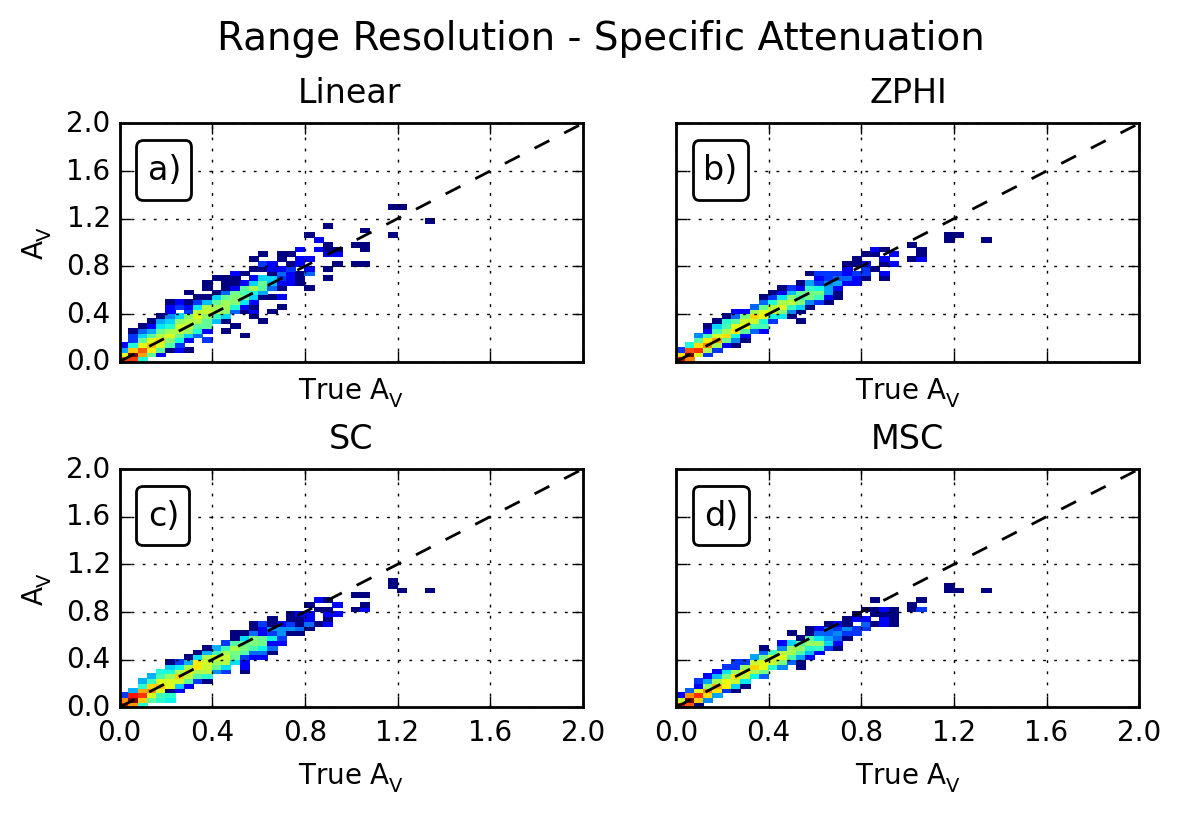 Range Resolution - Specific Attenuation
Linear
ZPHI
2.0
1.6
1.2
0.8
0.4
0.0
A_V
a)
b)
True A_V
True A_V
SC
MSC
2.0
1.6
1.2
0.8
0.4
0.0
A_V
c)
d)
0.0 0.4 0.8 1.2 1.6 2.0
0.0 0.4 0.8 1.2 1.6 2.0
True A_V
True A_V